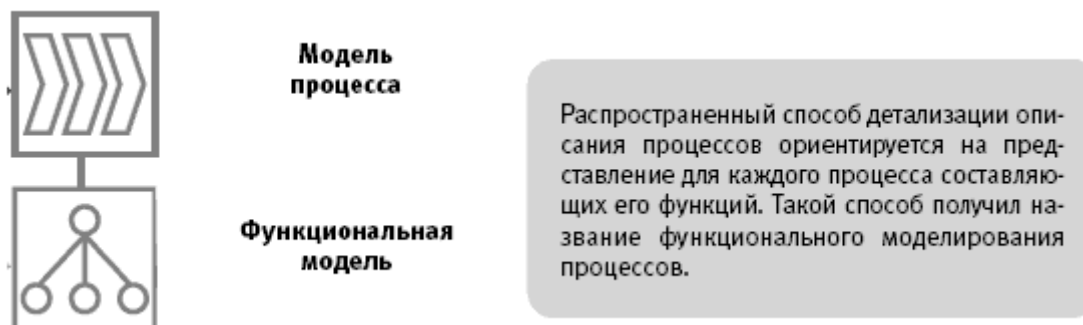 Модель
процесса
Функциональная
модель
Распространенный способ детализации опи-
сания процессов ориентируется на пред-
ставление для каждого процесса составляю-
щих его функций. Такой способ получил на-
звание функционального моделирования
процессов.